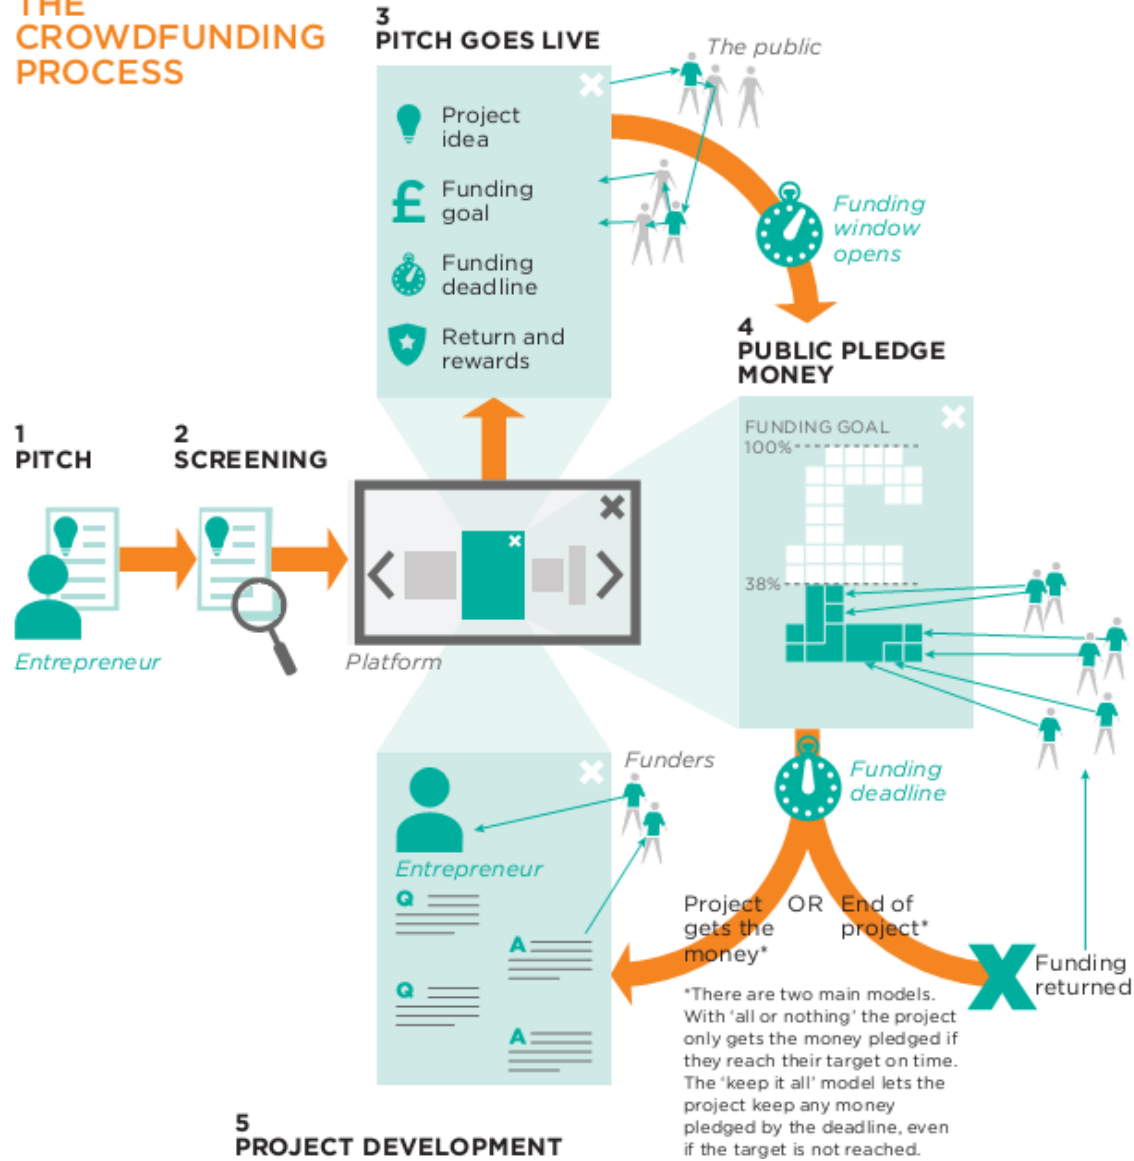 THE
CROWDFUNDING
PROCESS
1
PITCH
Entrepreneur
2
SCREENING
Platform
3
PITCH GOES LIVE
Project
idea
£
Funding
goal
Funding
deadline
Return and
rewards
The public
Funding
window
opens
4
PUBLIC PLEDGE
MONEY
FUNDING GOAL
100%
38%
Funding
deadline
Project
gets the
money*
OR
End of
project*
Funding
returned
*There are two main models.
With ‘all or nothing’ the project
only gets the money pledged if
they reach their target on time.
The ‘keep it all’ model lets the
project keep any money
pledged by the deadline, even
if the target is not reached.
Funders
Entrepreneur
Q
A
Q
A
5
PROJECT DEVELOPMENT